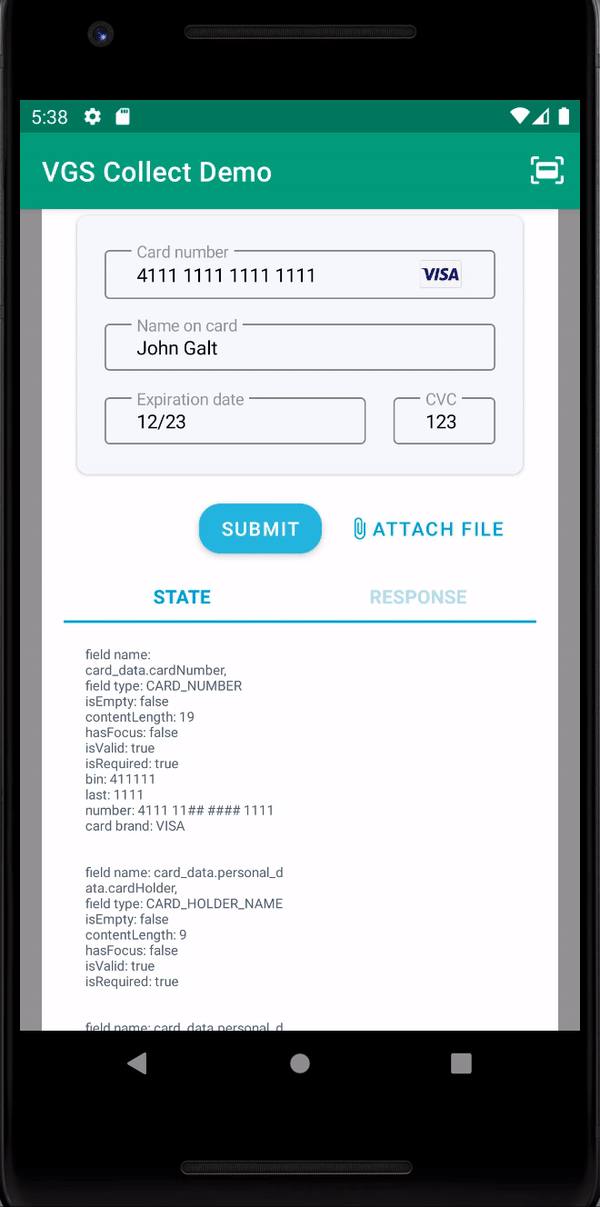 5:38
VGS Collect Demo
Card number
4111 1111 1111 1111
VISA
Name on card
John Galt
Expiration date
12/23
CVC
123
SUBMIT
ATTACH FILE
STATE
RESPONSE
field name:
card_data.cardNumber,
field type: CARD_NUMBER
isEmpty: false
contentLength: 19
hasFocus: false
isValid: true
isRequired: true
bin: 411111
last: 1111
number: 4111 11## #### 1111
card brand: VISA
field name: card_data.personal_d
ata.cardHolder,
field type: CARD_HOLDER_NAME
isEmpty: false
contentLength: 9
hasFocus: false
isValid: true
isRequired: true
field name: card_data.personal_d